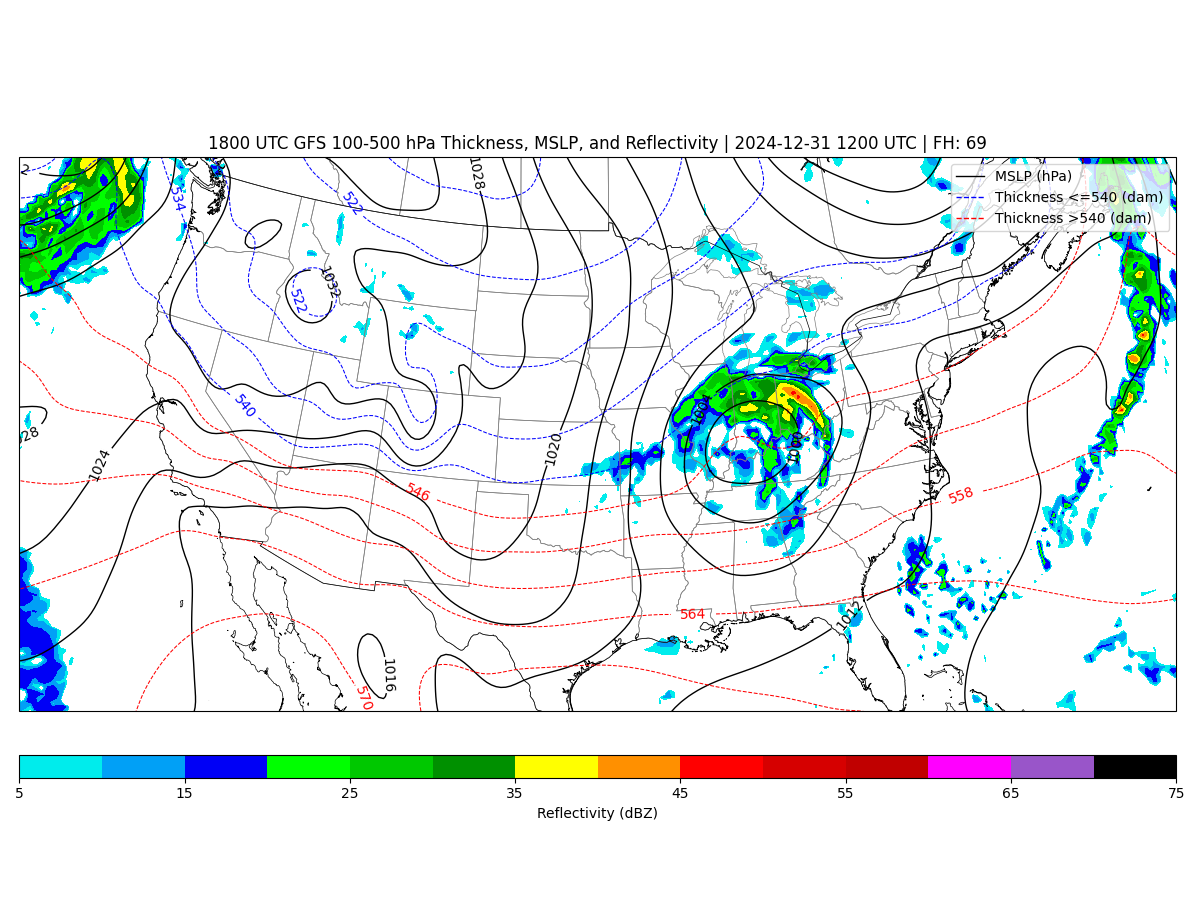 1800 UTC GFS 100-500 hPa Thickness, MSLP, and Reflectivity | 2024-12-31 1200 UTC | FH: 69
MSLP (hPa)
Thickness <=540 (dam)
Thickness >540 (dam)
1028
522
534
1032
522
540
28
1024
1020
546
558
564
1012
1016
570
5 15 25 35 45 55 65 75
Reflectivity (dBZ)